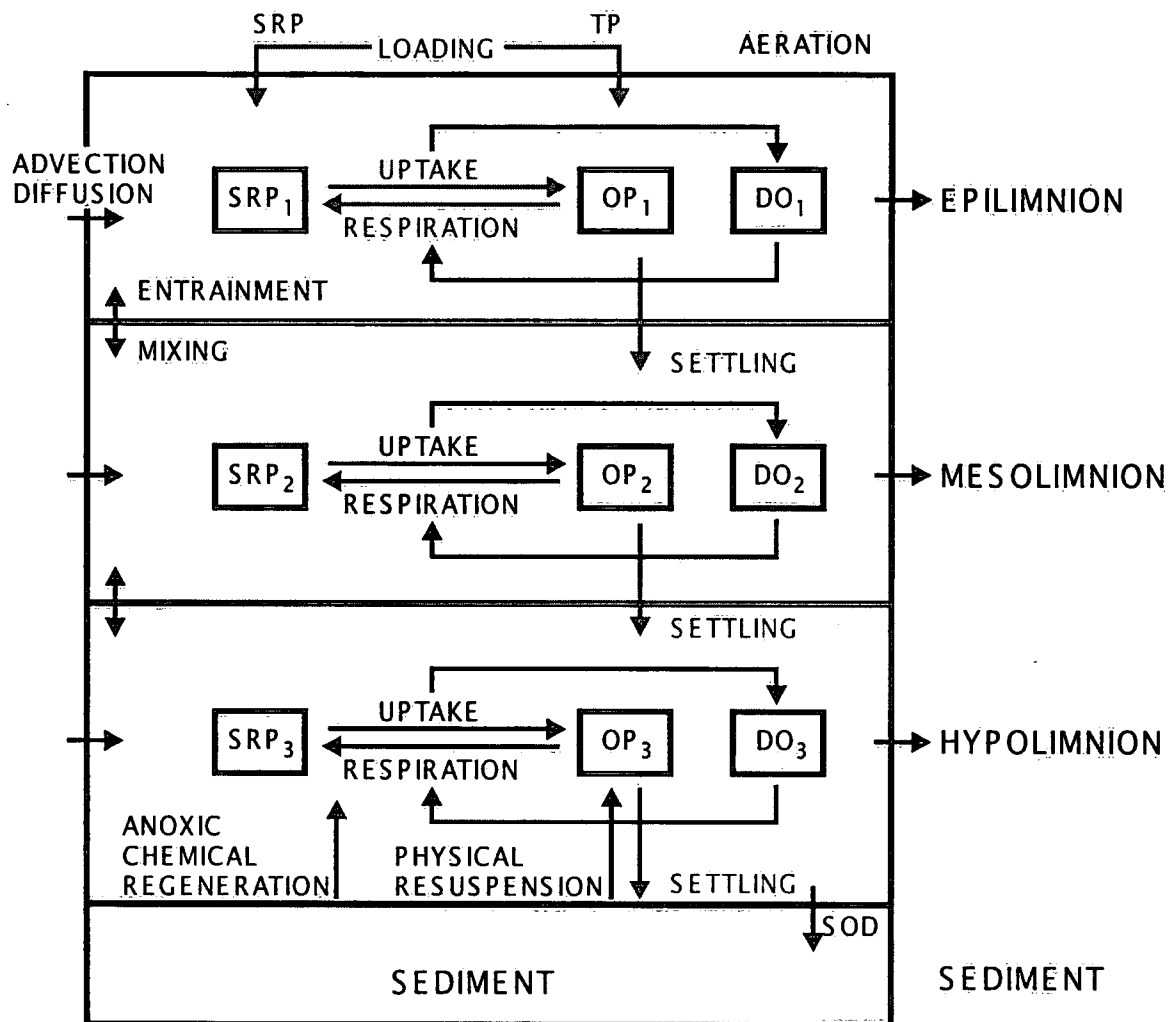 SRP
TP
LOADING
AERATION
ADVECTION
DIFFUSION
UPTAKE
SRP₁
OP₁
DO₁
EPILIMNION
RESPIRATION
ENTRAINMENT
MIXING
SETTLING
UPTAKE
SRP₂
OP₂
DO₂
MESOLIMNION
RESPIRATION
SETTLING
UPTAKE
SRP₃
OP₃
DO₃
HYPOLIMNION
RESPIRATION
ANOXIC
CHEMICAL
REGENERATION
PHYSICAL
RESUSPENSION
SETTLING
SOD
SEDIMENT
SEDIMENT